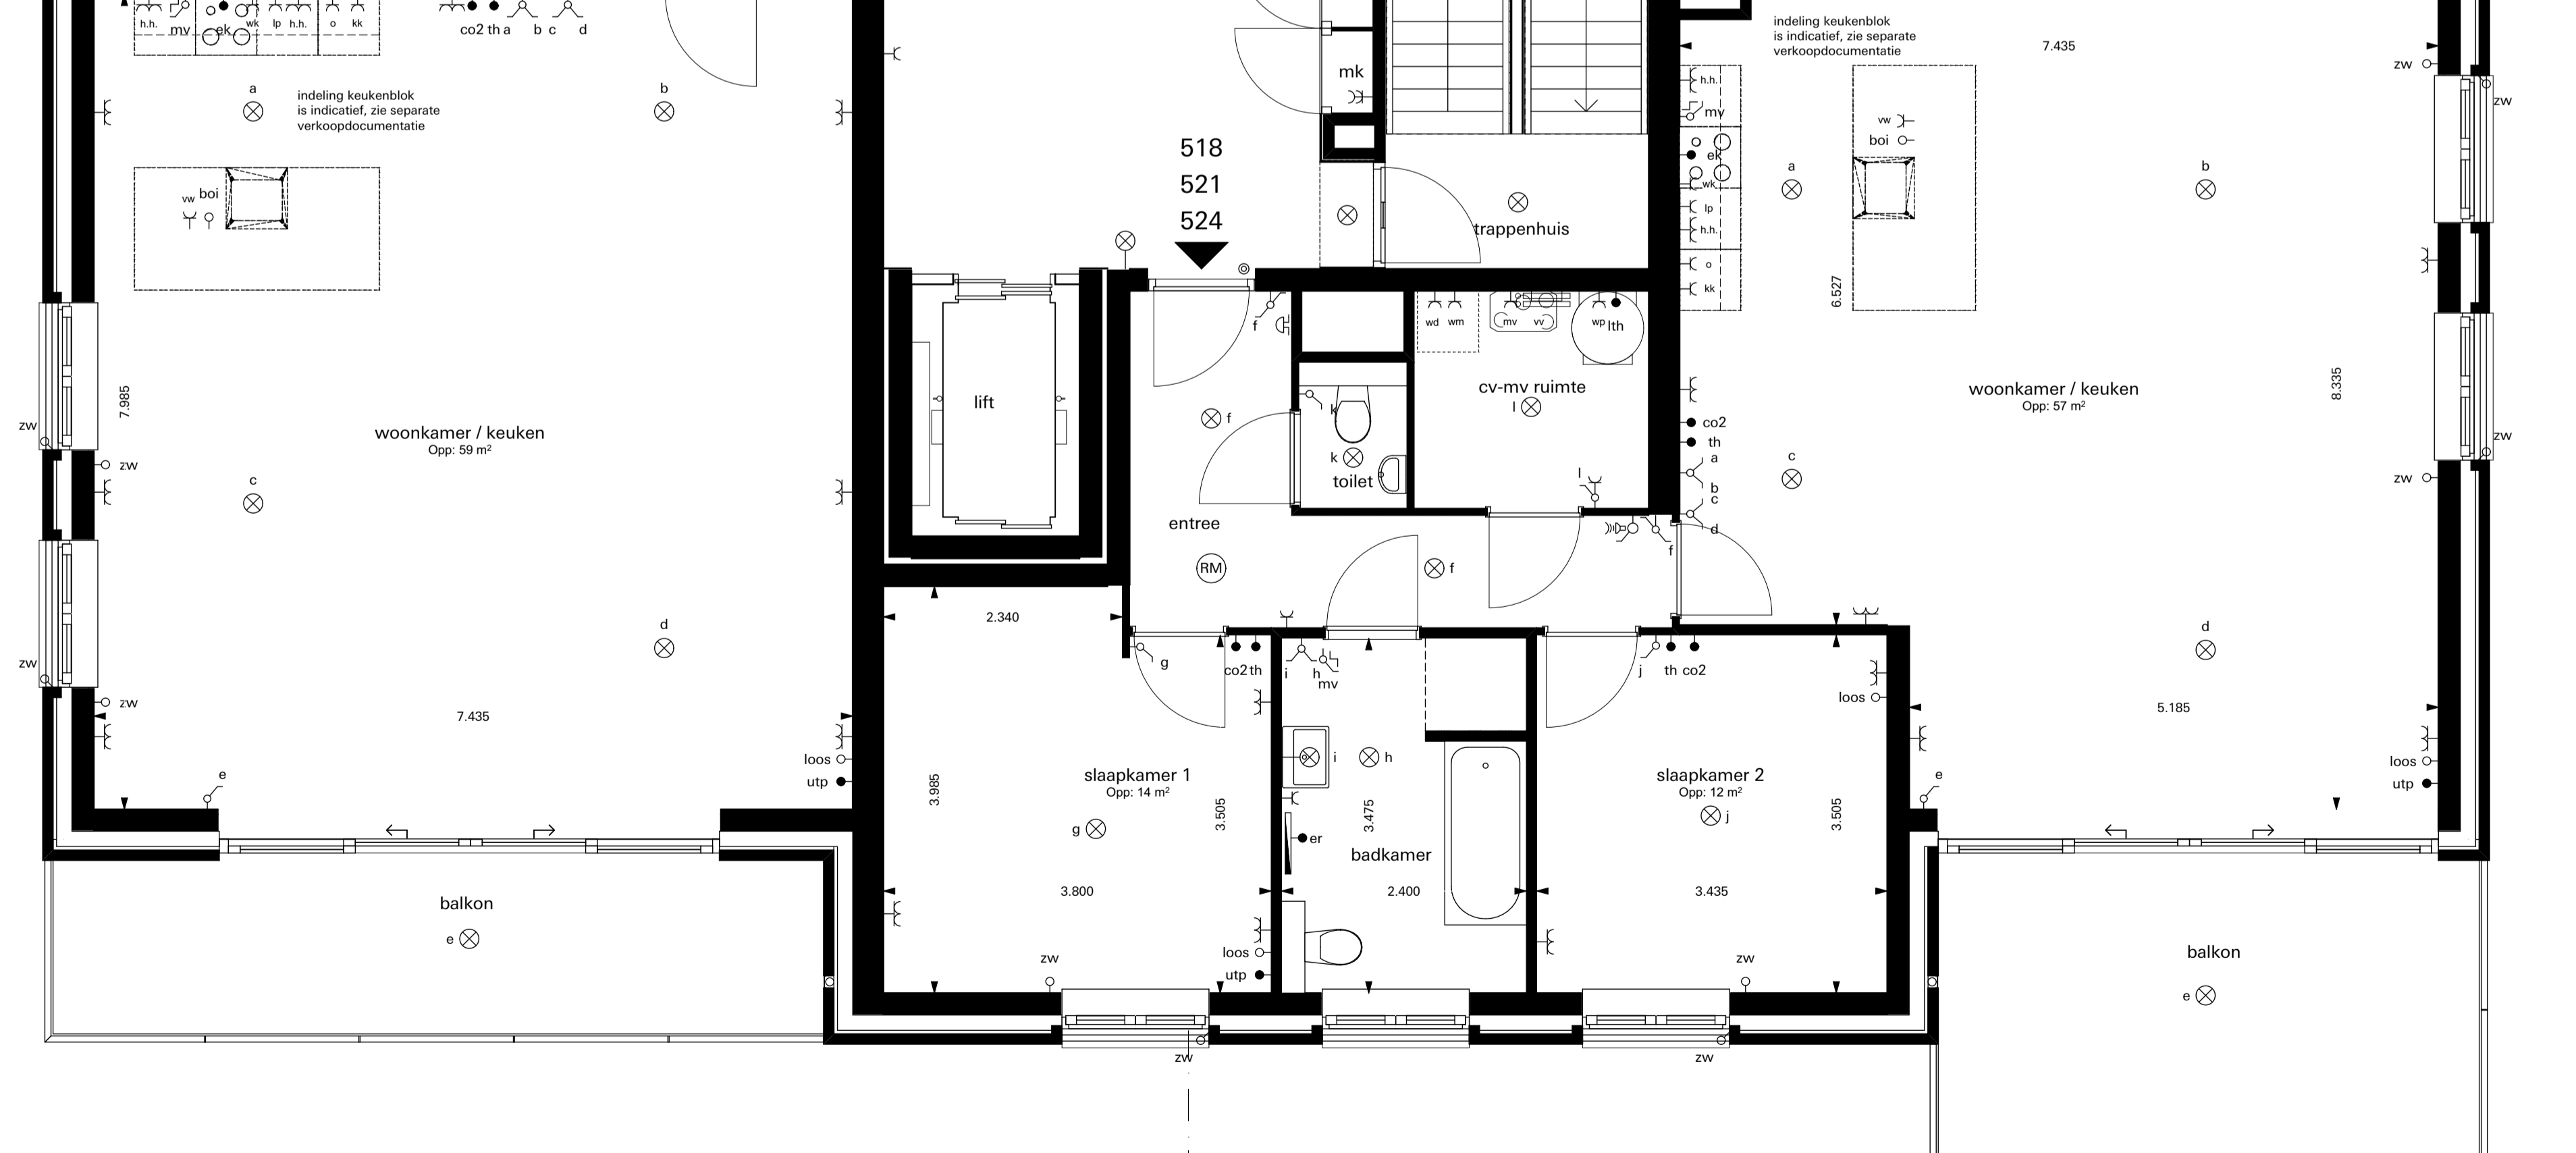 h.h.
mv
ek
wk
lp
h.h.
o
kk
co2 th a b c d
a
indeling keukenblok
is indicatief, zie separate
verkoopdocumentatie
b
vw boi
7.985
zw
zw
woonkamer / keuken
Opp: 59 m²
c
d
zw
zw
7.435
loos
utp
e
balkon
e
mk
518
521
524
trappenhuis
lift
f
f
entree
RM
k
k
toilet
wd wm
mv vv
wp lth
cv-mv ruimte
l
l
f
f
2.340
g
co2 th
i h
mv
j th co2
loos
3.985
slaapkamer 1
Opp: 14 m²
g
3.505
3.800
loos
utp
zw
zw
i
h
er
3.475
badkamer
2.400
slaapkamer 2
Opp: 12 m²
j
3.505
3.435
zw
zw
indeling keukenblok
is indicatief, zie separate
verkoopdocumentatie
7.435
zw
zw
h.h.
mv
ek
wk
lp
h.h.
o
kk
vw
boi
a
b
6.527
woonkamer / keuken
Opp: 57 m²
8.335
co2
th
a
b
c
d
c
zw
zw
d
5.185
loos
utp
e
balkon
e